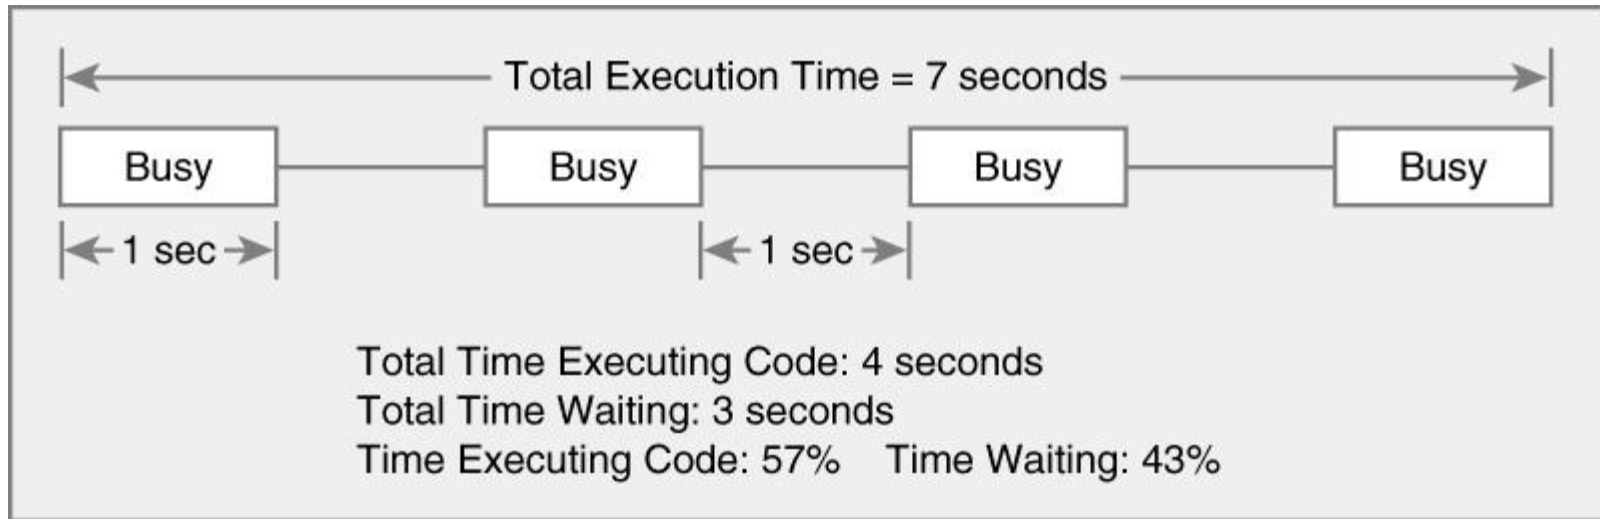 Total Execution Time = 7 seconds
Busy Busy Busy Busy
1 sec 1 sec
Total Time Executing Code: 4 seconds
Total Time Waiting: 3 seconds
Time Executing Code: 57% Time Waiting: 43%